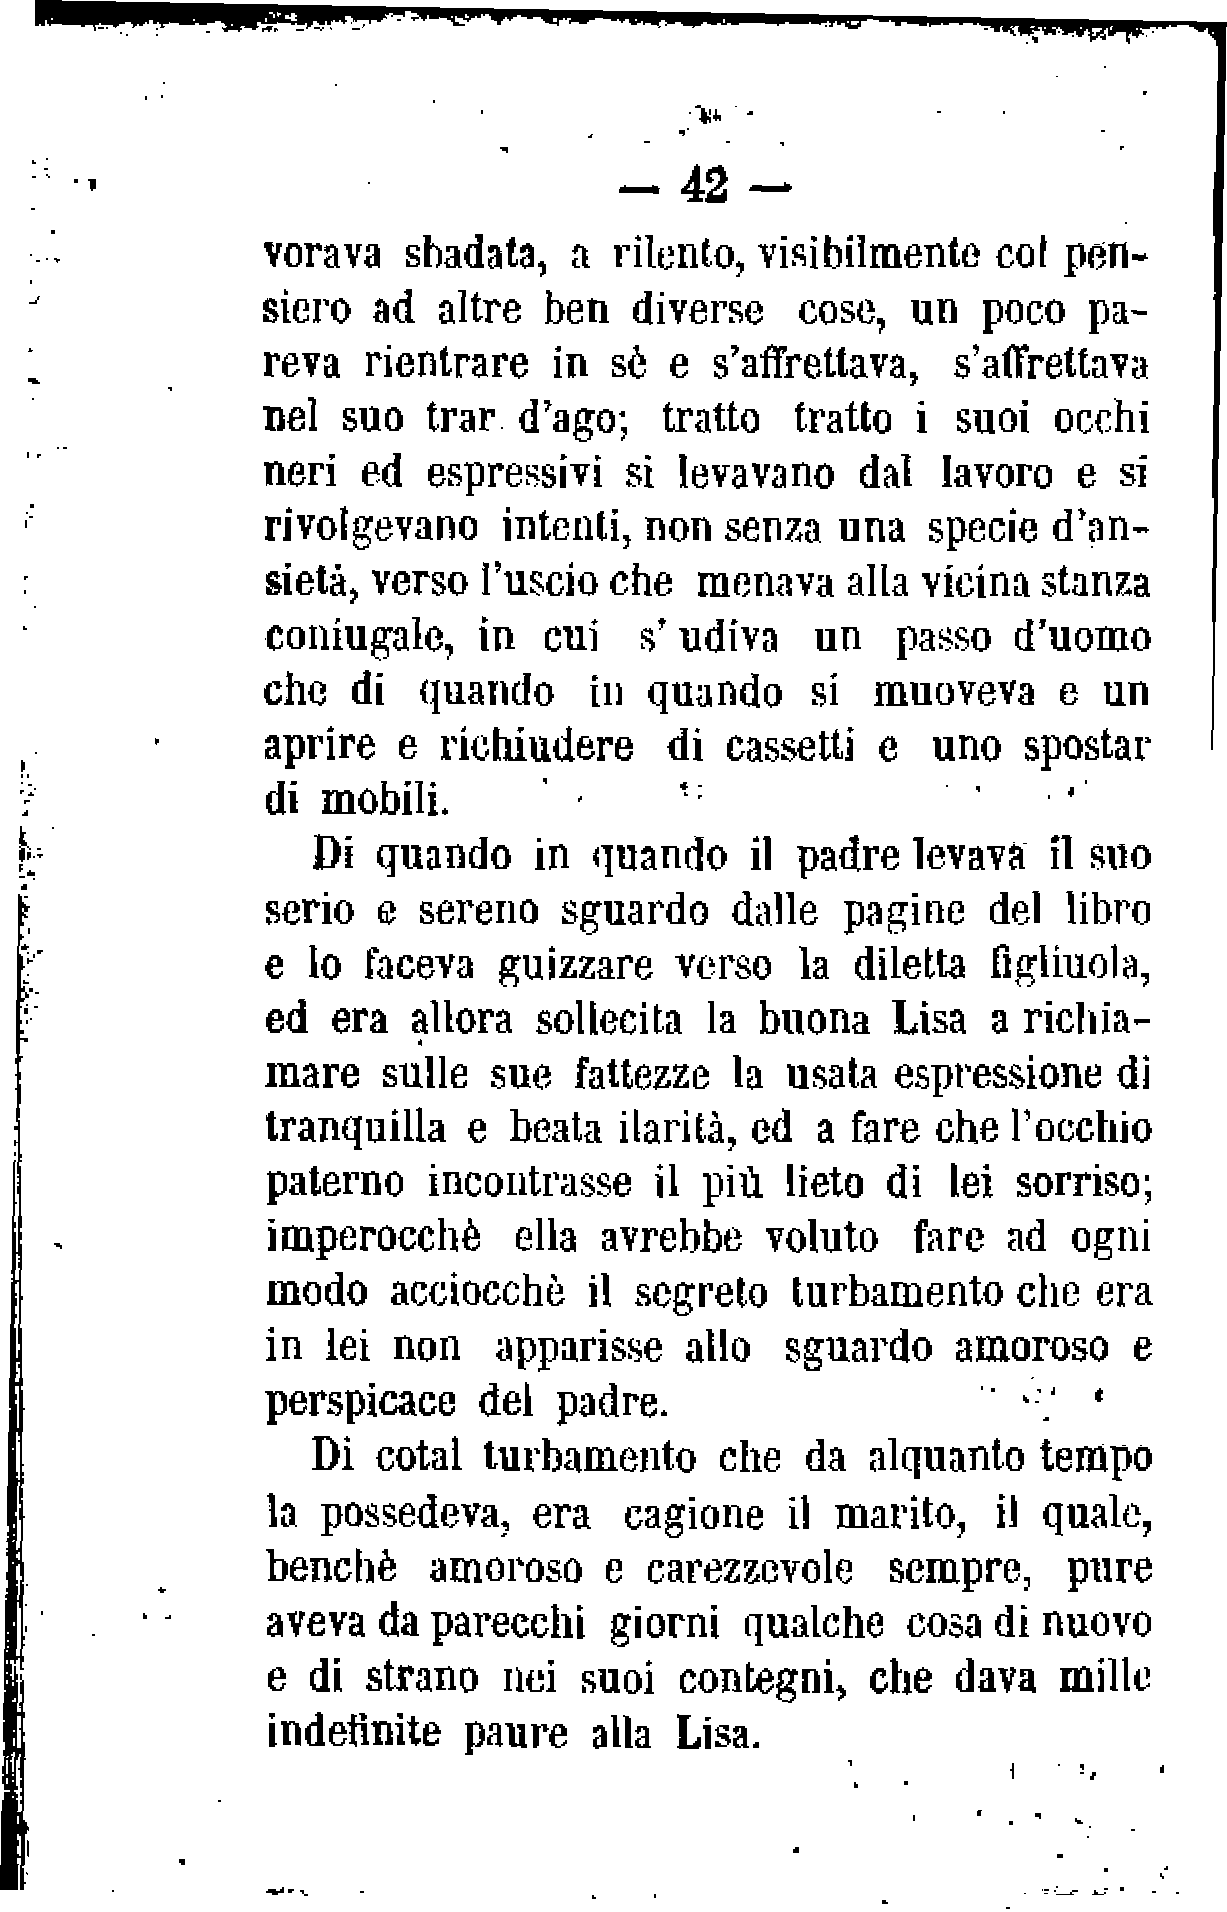 — 42 —
vorava sbadata, a rilento, visibilmente col pen-
siero ad altre ben diverse cose, un poco pa-
reva rientrare in sè e s'affrettava, s'affrettava
nel suo trar d'ago; tratto tratto i suoi occhi
neri ed espressivi si levavano dal lavoro e si
rivolgevano intenti, non senza una specie d'an-
sietà, verso l'uscio che menava alla vicina stanza
coniugale, in cui s' udiva un passo d'uomo
che di quando in quando si muoveva e un
aprire e richiudere di cassetti e uno spostar
di mobili.
Di quando in quando il padre levava il suo
serio e sereno sguardo dalle pagine del libro
e lo faceva guizzare verso la diletta figliuola,
ed era allora sollecita la buona Lisa a richia-
mare sulle sue fattezze la usata espressione di
tranquilla e beata ilarità, ed a fare che l'occhio
paterno incontrasse il più lieto di lei sorriso;
imperocchè ella avrebbe voluto fare ad ogni
modo acciocchè il segreto turbamento che era
in lei non apparisse allo sguardo amoroso e
perspicace del padre.
Di cotal turbamento che da alquanto tempo
la possedeva, era cagione il marito, il quale,
benchè amoroso e carezzevole sempre, pure
aveva da parecchi giorni qualche cosa di nuovo
e di strano nei suoi contegni, che dava mille
indefinite paure alla Lisa.